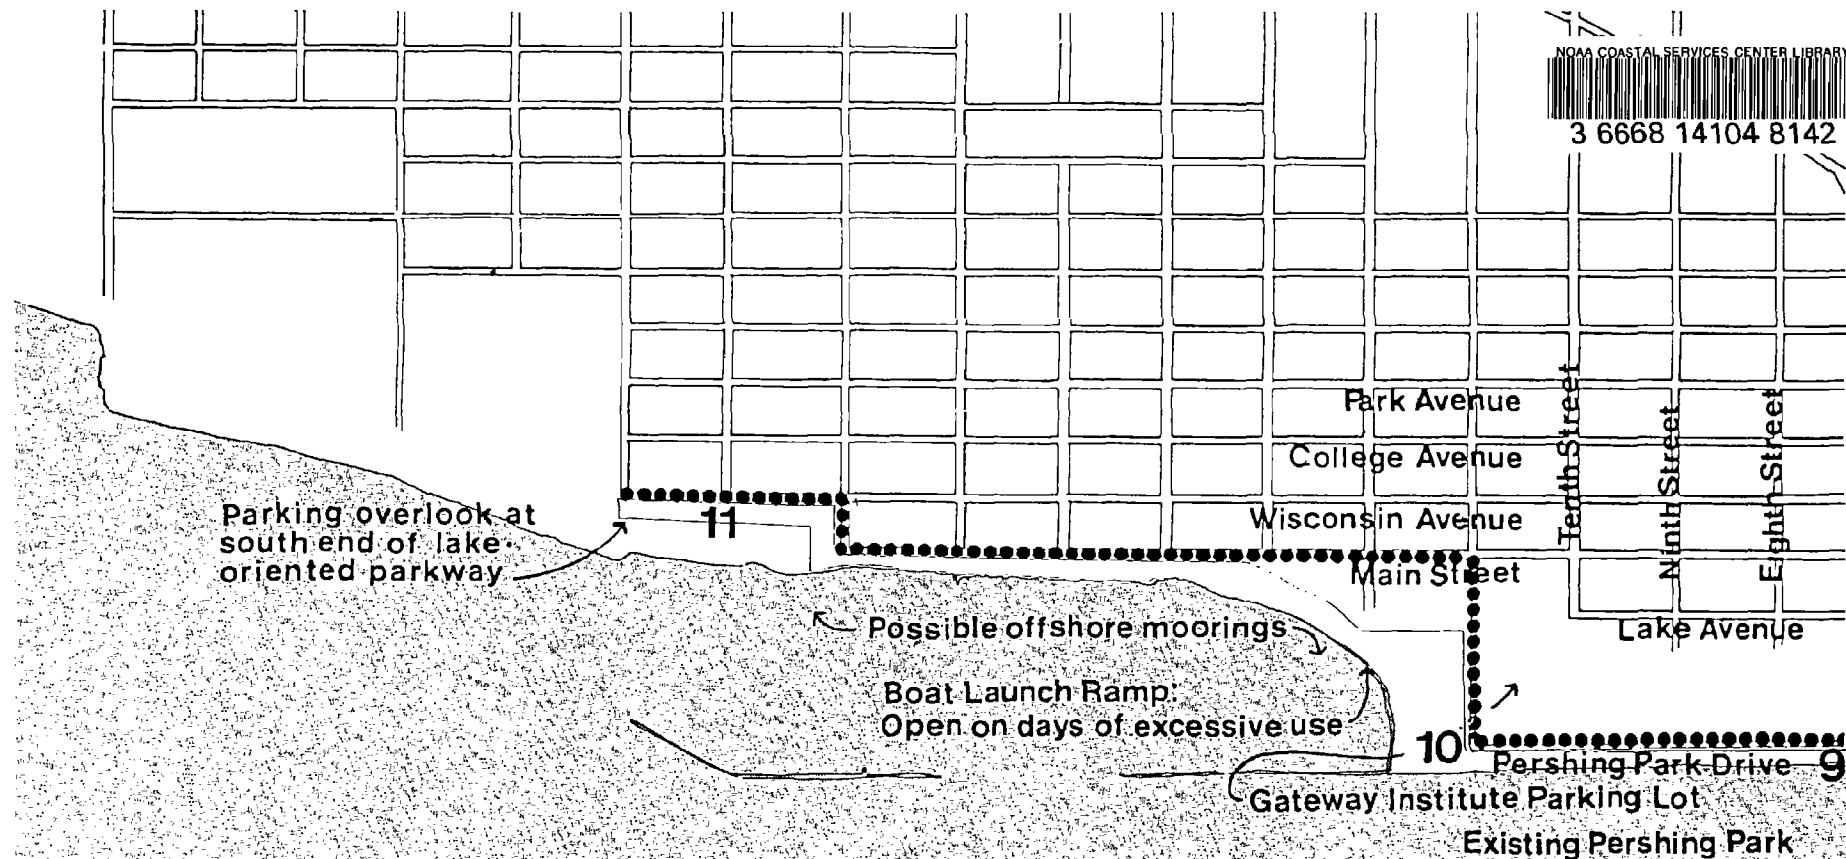 NOAA COASTAL SERVICES CENTER LIBRARY
3 6668 14104 8142
Park Avenue
College Avenue
Wisconsin Avenue
Main Street
Tenth Street
Ninth Street
Eighth Street
Lake Avenue
Parking overlook at
south end of lake-
oriented parkway
11
Possible offshore moorings
Boat Launch Ramp:
Open on days of excessive use
10
Pershing Park Drive
9
Gateway Institute Parking Lot
Existing Pershing Park